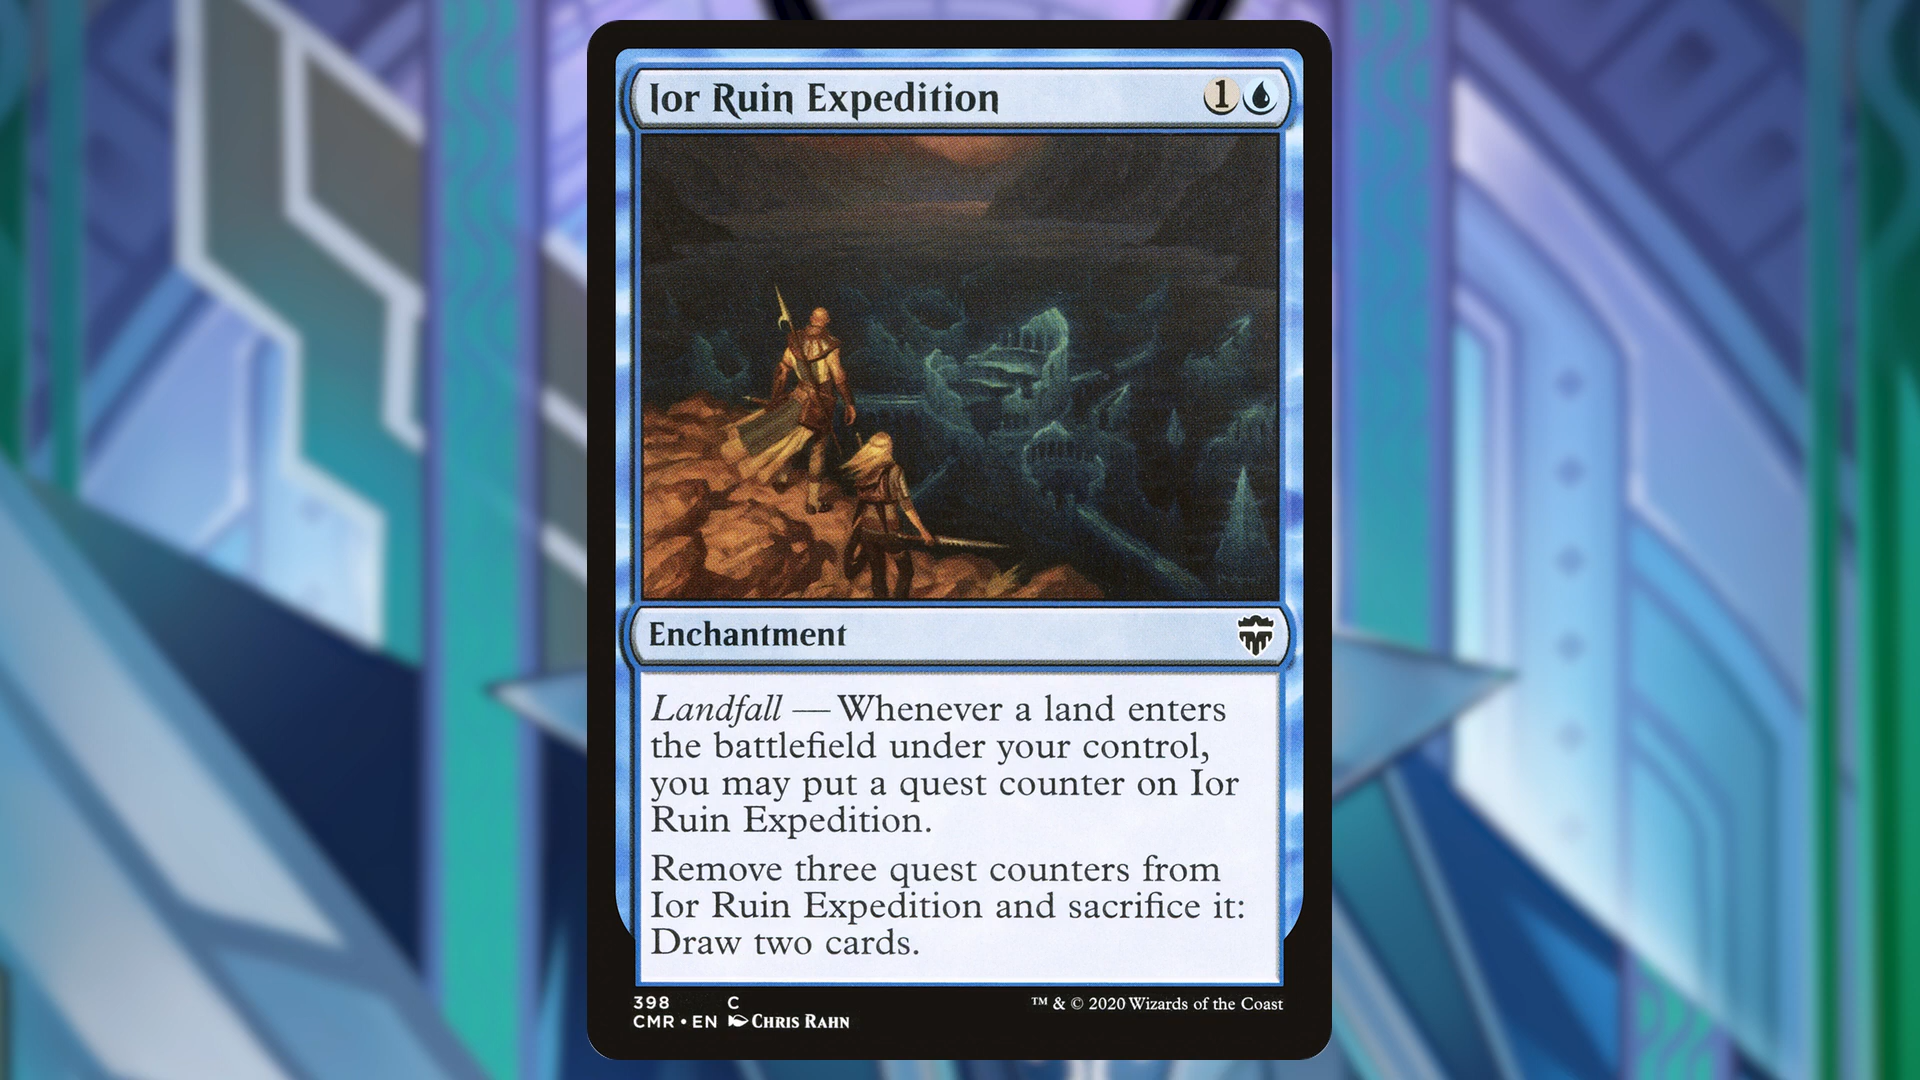 Ior Ruin Expedition 1
Enchantment
Landfall — Whenever a land enters
the battlefield under your control,
you may put a quest counter on Ior
Ruin Expedition.
Remove three quest counters from
Ior Ruin Expedition and sacrifice it:
Draw two cards.
398 C
CMR • EN Chris Rahn
™ & © 2020 Wizards of the Coast